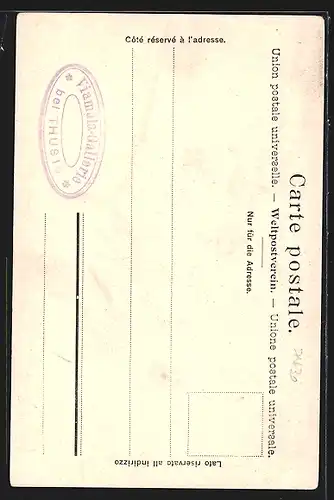 Carte postale.
Union postale universelle. — Weltpostverein. — Unione postale universale.
Nur für die Adresse.
Côté réservé à l'adresse.
Lato riservato all indirizzo
* Viamala-Gallerie *
bei THUSIS